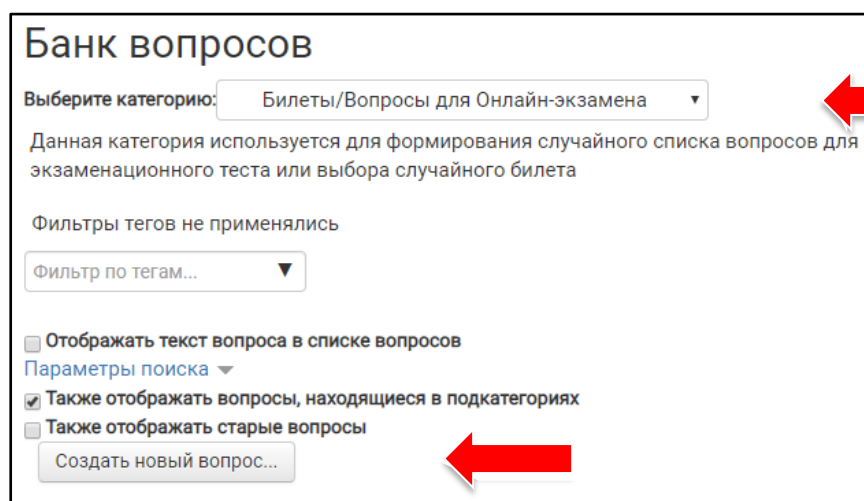 Банк вопросов
Выберите категорию: Билеты/Вопросы для Онлайн-экзамена
Данная категория используется для формирования случайного списка вопросов для
экзаменационного теста или выбора случайного билета
Фильтры тегов не применялись
Фильтр по тегам...
Отображать текст вопроса в списке вопросов
Параметры поиска
Также отображать вопросы, находящиеся в подкатегориях
Также отображать старые вопросы
Создать новый вопрос...